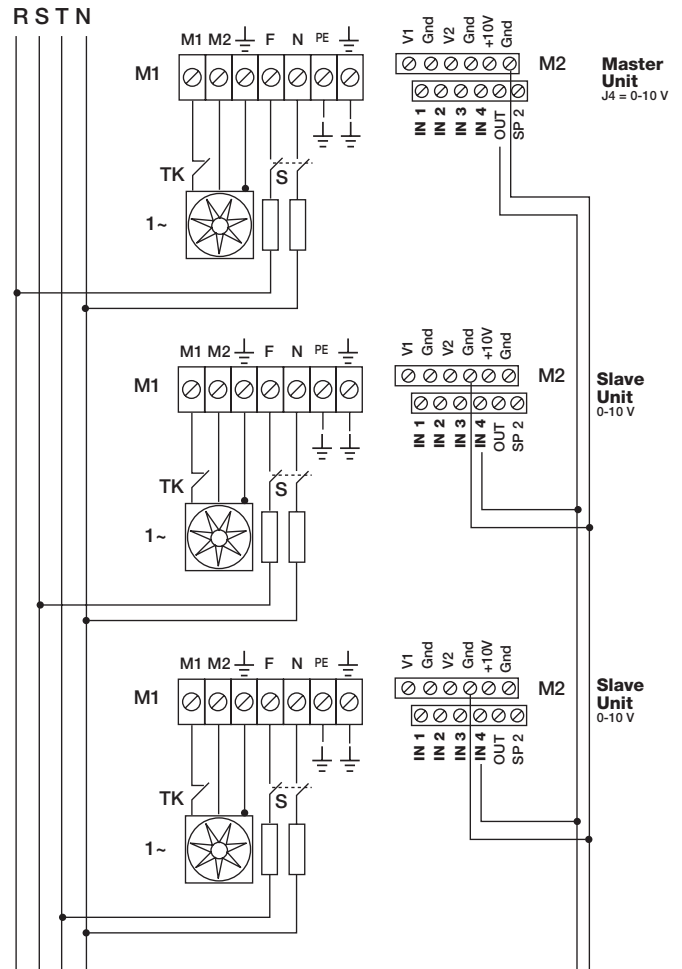 R S T N
M1 M2 F N PE
M1
TK
S
1~
V1 Gnd V2 Gnd +10V Gnd
M2
IN 1 IN 2 IN 3 IN 4 OUT SP 2
Master
Unit
J4 = 0-10 V
M1 M2 F N PE
M1
TK
S
1~
V1 Gnd V2 Gnd +10V Gnd
M2
IN 1 IN 2 IN 3 IN 4 OUT SP 2
Slave
Unit
0-10 V
M1 M2 F N PE
M1
TK
S
1~
V1 Gnd V2 Gnd +10V Gnd
M2
IN 1 IN 2 IN 3 IN 4 OUT SP 2
Slave
Unit
0-10 V